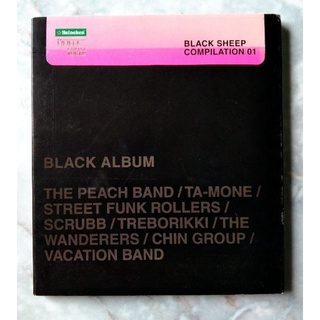 Heineken
BLACK SHEEP
COMPILATION 01
BLACK ALBUM
THE PEACH BAND / TA-MONE /
STREET FUNK ROLLERS /
SCRUBB / TREBORIKKI / THE
WANDERERS / CHIN GROUP /
VACATION BAND